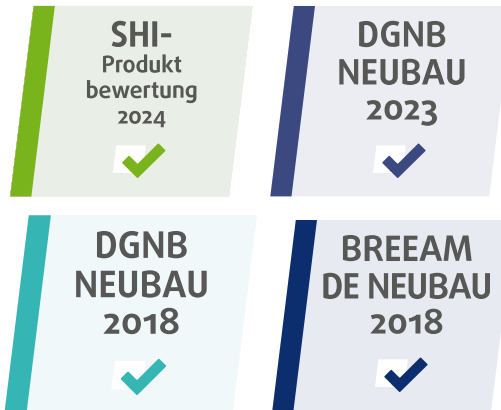 SHI-
Produkt
bewertung
2024
DGNB
NEUBAU
2023
DGNB
NEUBAU
2018
BREEAM
DE NEUBAU
2018